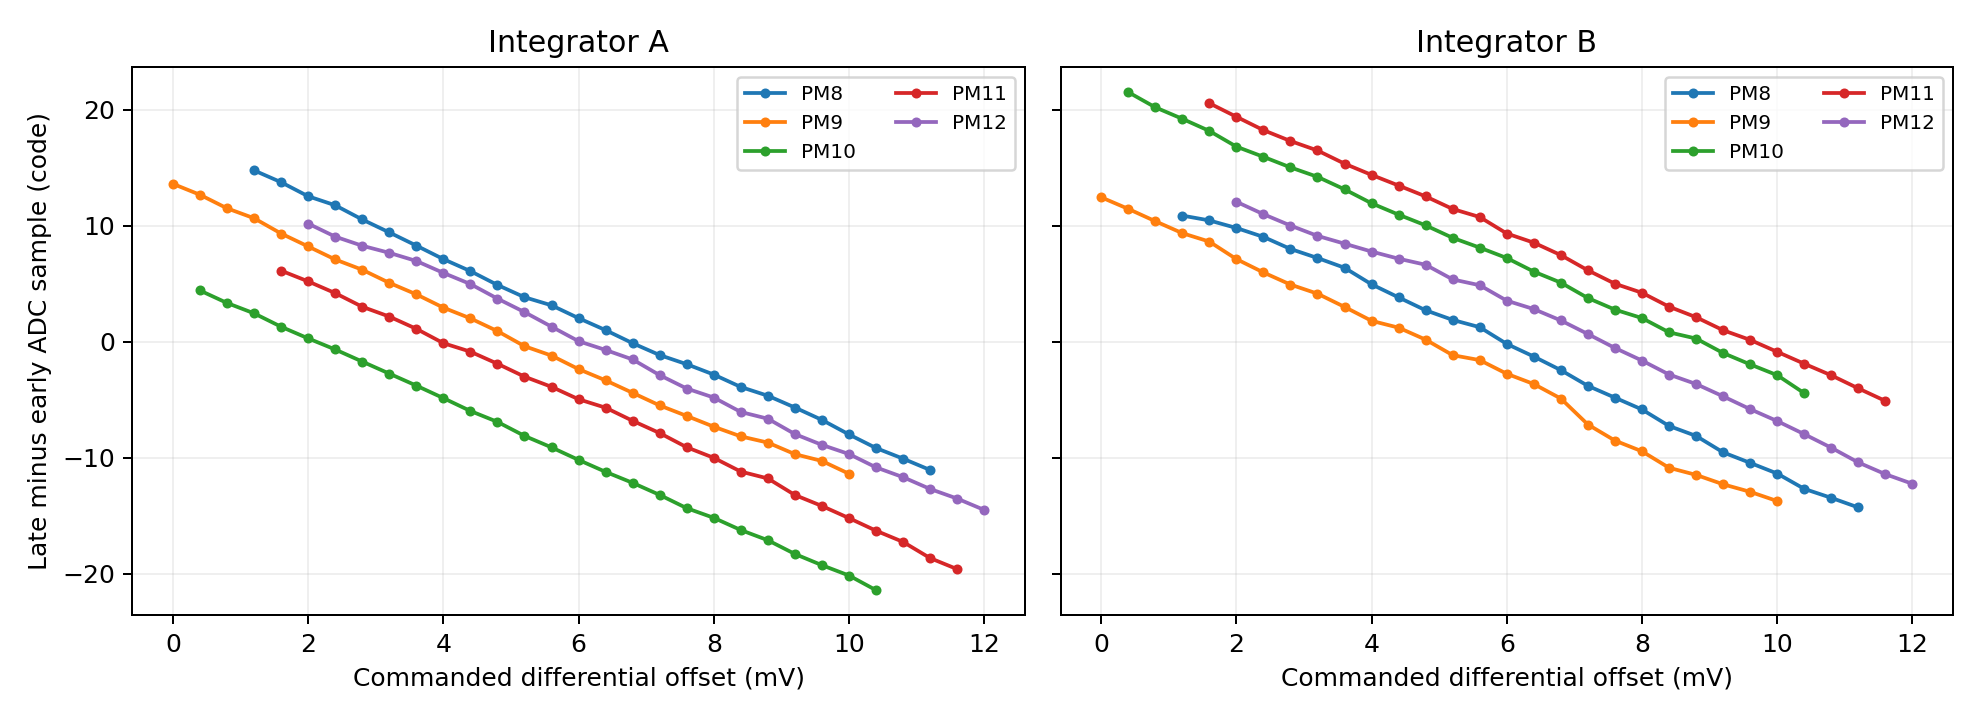 Integrator A
Late minus early ADC sample (code)
20
10
0
−10
−20
PM8
PM9
PM10
PM11
PM12
0 2 4 6 8 10 12
Commanded differential offset (mV)
Integrator B
PM8
PM9
PM10
PM11
PM12
0 2 4 6 8 10 12
Commanded differential offset (mV)